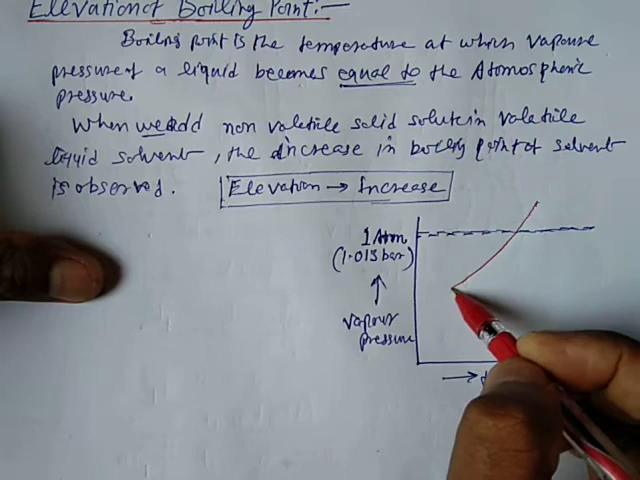 Elevation of Boiling Point:-
Boiling point is the temperature at which vapoure
pressure of a liquid becomes equal to the Atomospheric
pressure.
When we add non volatile solid solute in volatile
liquid solvent, the increase in boiling point of solvent
is observed. Elevation → Increase
1 Atm
(1.013 bar)
↑
vapour
pressure
→